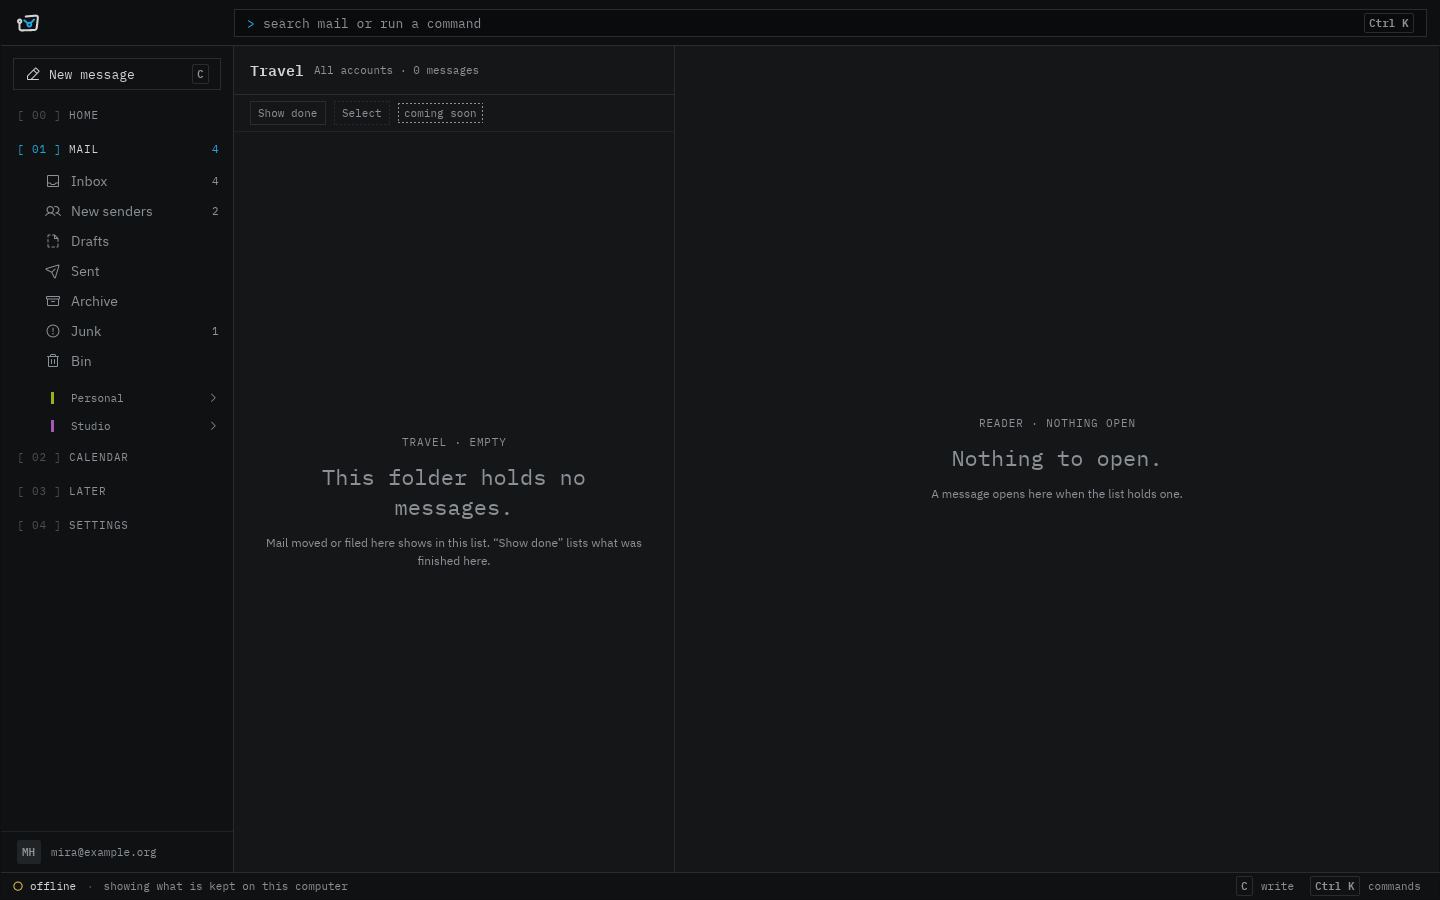 > search mail or run a command Ctrl K
New message C
[ 00 ] HOME
[ 01 ] MAIL 4
Inbox 4
New senders 2
Drafts
Sent
Archive
Junk 1
Bin
Personal
Studio
[ 02 ] CALENDAR
[ 03 ] LATER
[ 04 ] SETTINGS
MH mira@example.org
Travel All accounts · 0 messages
Show done Select coming soon
TRAVEL · EMPTY
This folder holds no
messages.
Mail moved or filed here shows in this list. “Show done” lists what was
finished here.
READER · NOTHING OPEN
Nothing to open.
A message opens here when the list holds one.
offline · showing what is kept on this computer
C write Ctrl K commands